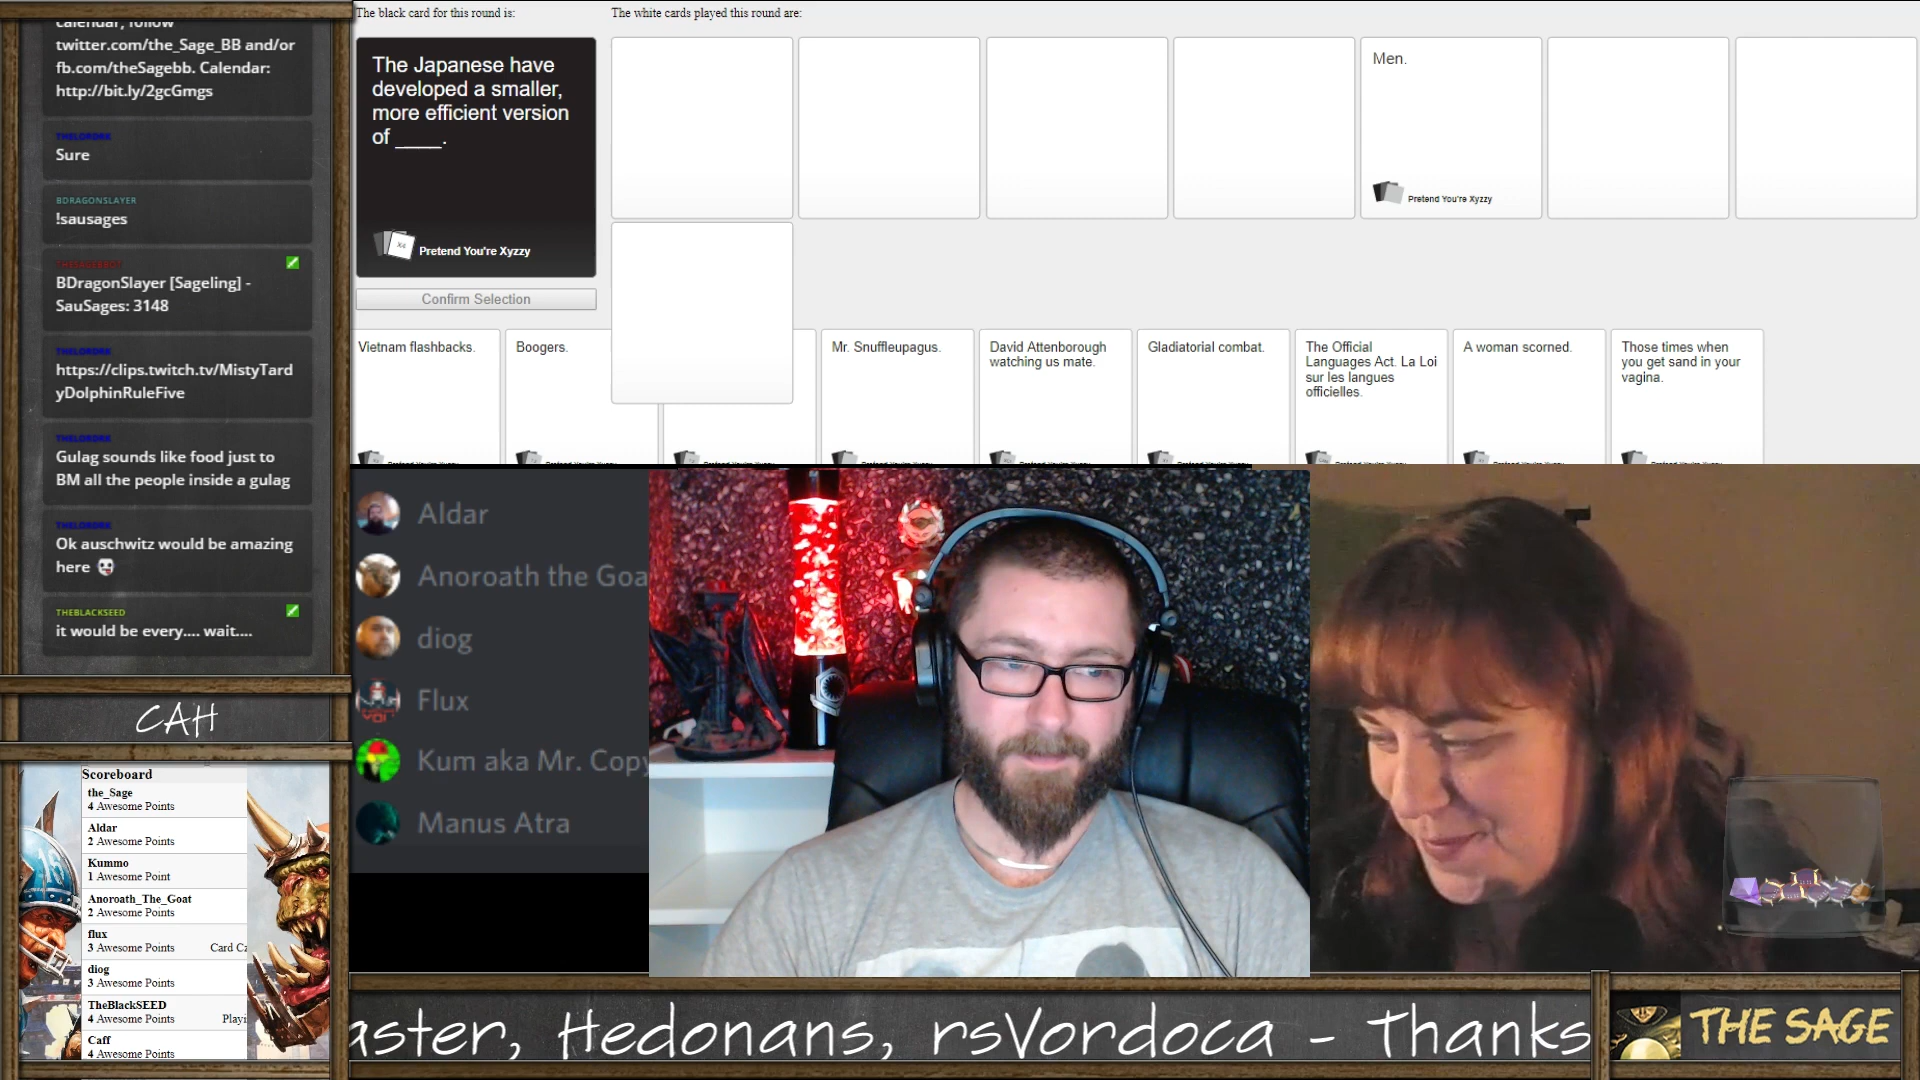 calendar, follow
twitter.com/the_Sage_BB and/or
fb.com/theSagebb. Calendar:
http://bit.ly/2gcGmgs
THELORDRK
Sure
BDRAGONSLAYER
!sausages
BDragonSlayer [Sageling] -
SauSages: 3148
THELORDRK
https://clips.twitch.tv/MistyTard
yDolphinRuleFive
THELORDRK
Gulag sounds like food just to
BM all the people inside a gulag
THELORDRK
Ok auschwitz would be amazing
here
THEBLACKSEED
it would be every.... wait....
CAH
Scoreboard
the_Sage
4 Awesome Points
Aldar
2 Awesome Points
Kummo
1 Awesome Point
Anoroath_The_Goat
2 Awesome Points
flux
3 Awesome Points Card Cz
diog
3 Awesome Points
TheBlackSEED
4 Awesome Points Playi
Caff
4 Awesome Points
The black card for this round is:
The Japanese have
developed a smaller,
more efficient version
of ____.
Pretend You're Xyzzy
Confirm Selection
The white cards played this round are:
Men.
Pretend You're Xyzzy
Vietnam flashbacks.
Boogers.
Mr. Snuffleupagus.
David Attenborough
watching us mate.
Gladiatorial combat.
The Official
Languages Act. La Loi
sur les langues
officielles.
A woman scorned.
Those times when
you get sand in your
vagina.
Aldar
Anoroath the Goa
diog
Flux
Kum aka Mr. Copy
Manus Atra
aster, Hedonans, rsVordoca - Thanks
THE SAGE